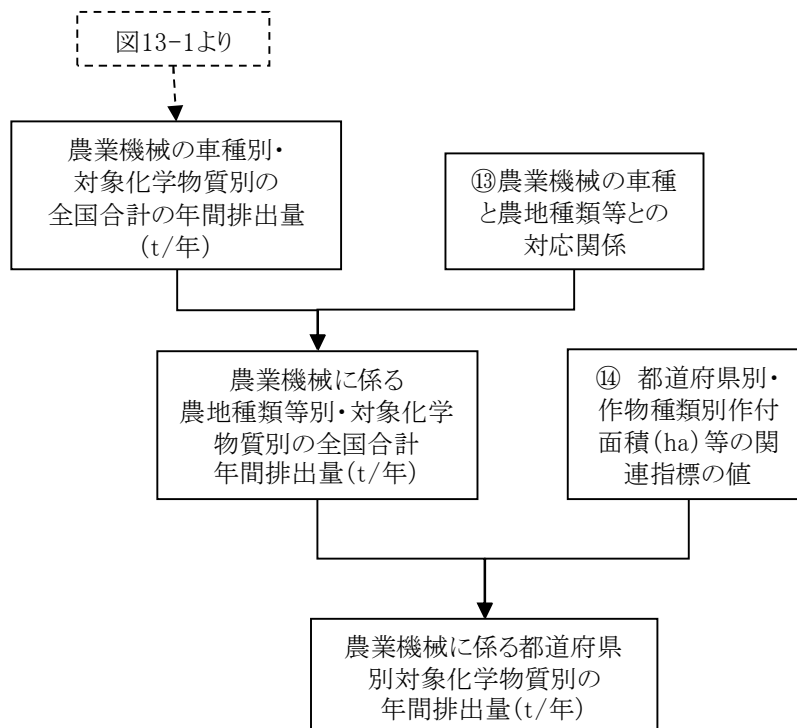 図13-1より
農業機械の車種別・
対象化学物質別の
全国合計の年間排出量
(t/年)
⑬農業機械の車種
と農地種類等との
対応関係
農業機械に係る
農地種類等別・対象化学
物質別の全国合計
年間排出量(t/年)
⑭ 都道府県別・
作物種類別作付
面積(ha)等の関
連指標の値
農業機械に係る都道府県
別対象化学物質別の
年間排出量(t/年)